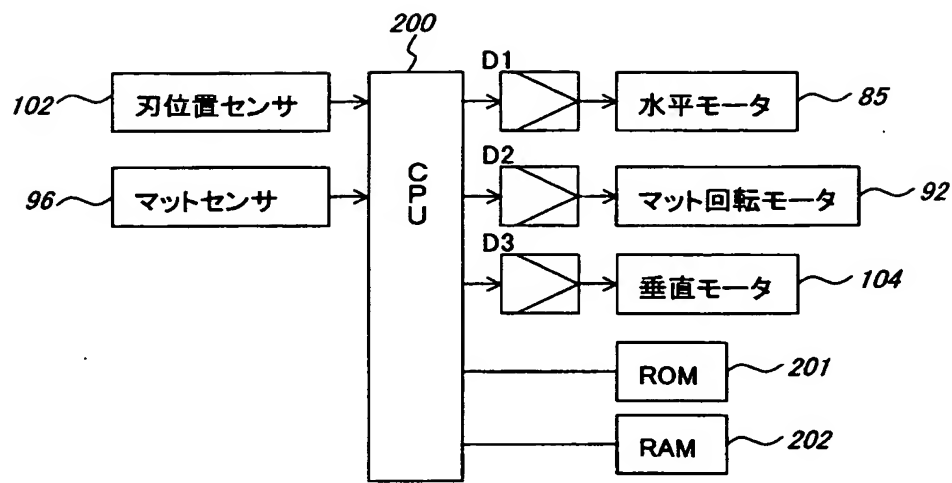 200
102 刃位置センサ
D1
水平モータ 85
96 マットセンサ
CPU
D2
マット回転モータ 92
D3
垂直モータ 104
ROM 201
RAM 202